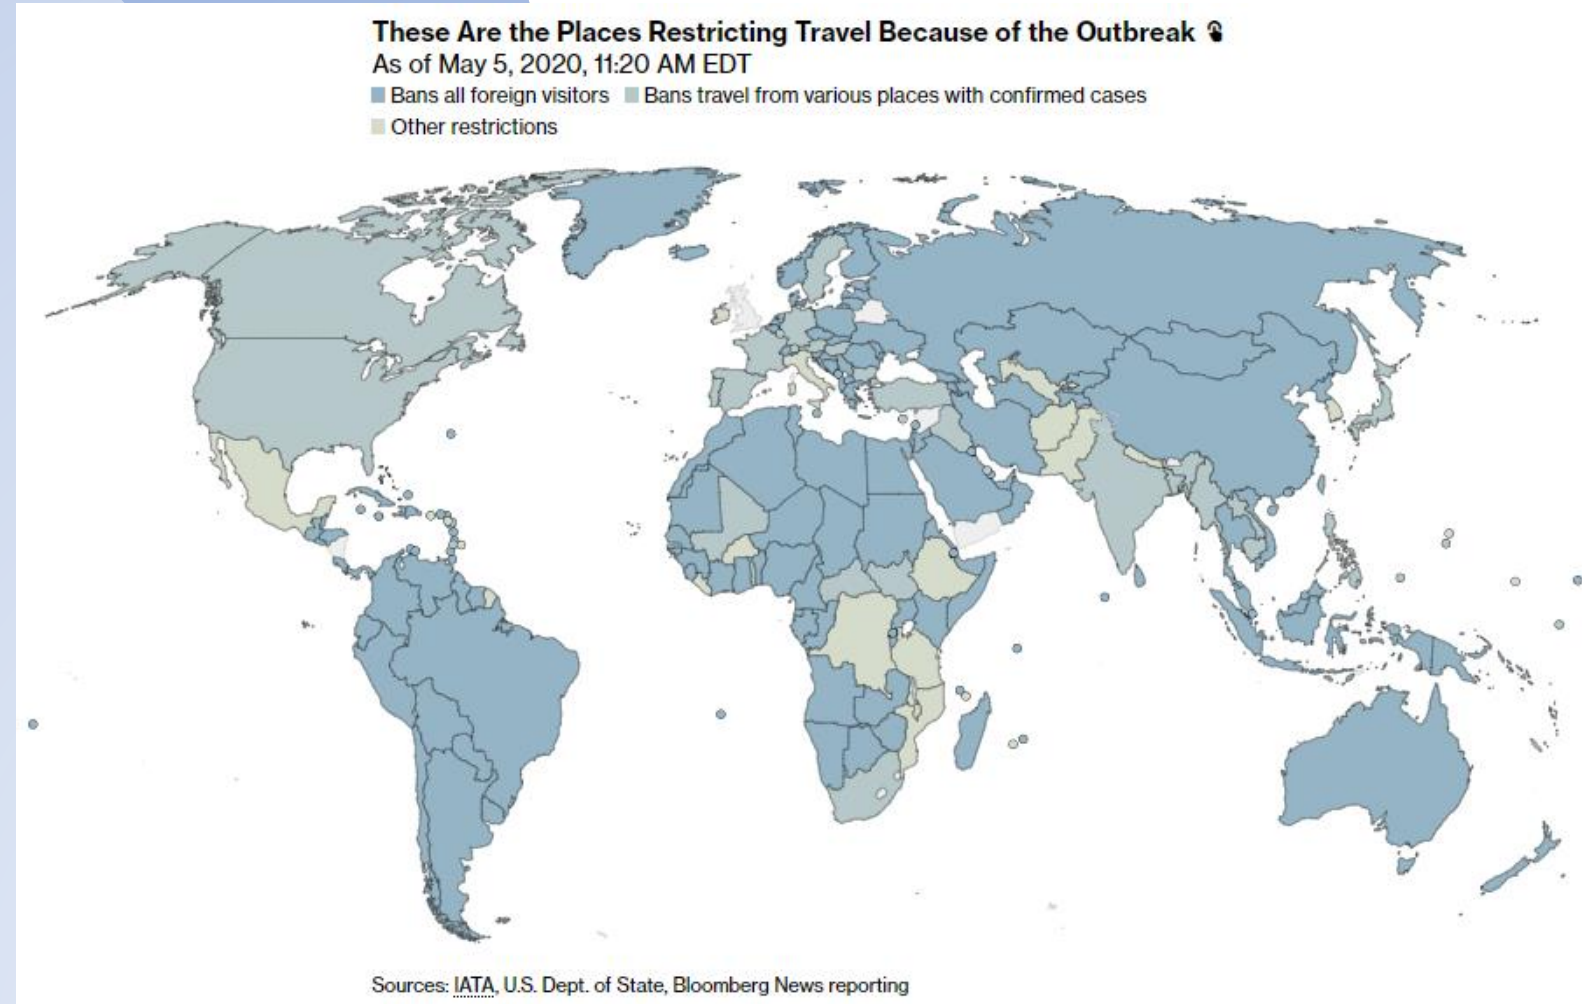 These Are the Places Restricting Travel Because of the Outbreak
As of May 5, 2020, 11:20 AM EDT
Bans all foreign visitors Bans travel from various places with confirmed cases
Other restrictions
Sources: IATA, U.S. Dept. of State, Bloomberg News reporting